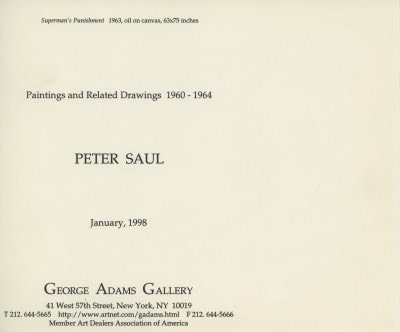 Superman's Punishment 1963, oil on canvas, 63x75 inches
Paintings and Related Drawings 1960 - 1964
PETER SAUL
January, 1998
GEORGE ADAMS GALLERY
41 West 57th Street, New York, NY 10019
T 212. 644-5665 http://www.artnet.com/gadams.html F 212. 644-5666
Member Art Dealers Association of America